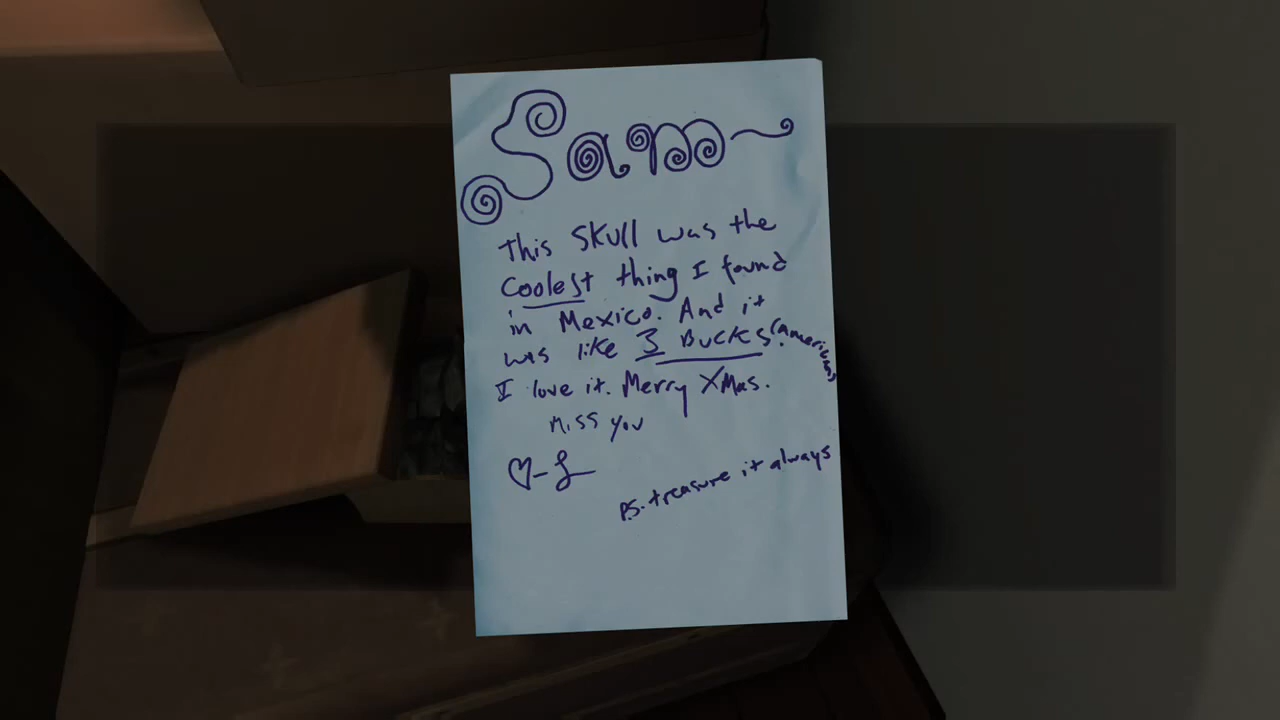 Sam
This Skull was the
Coolest thing I found
in Mexico. And it
was like 3 Bucks (american)
I love it. Merry XMas.
Miss you
♡-L
P.S. treasure it always